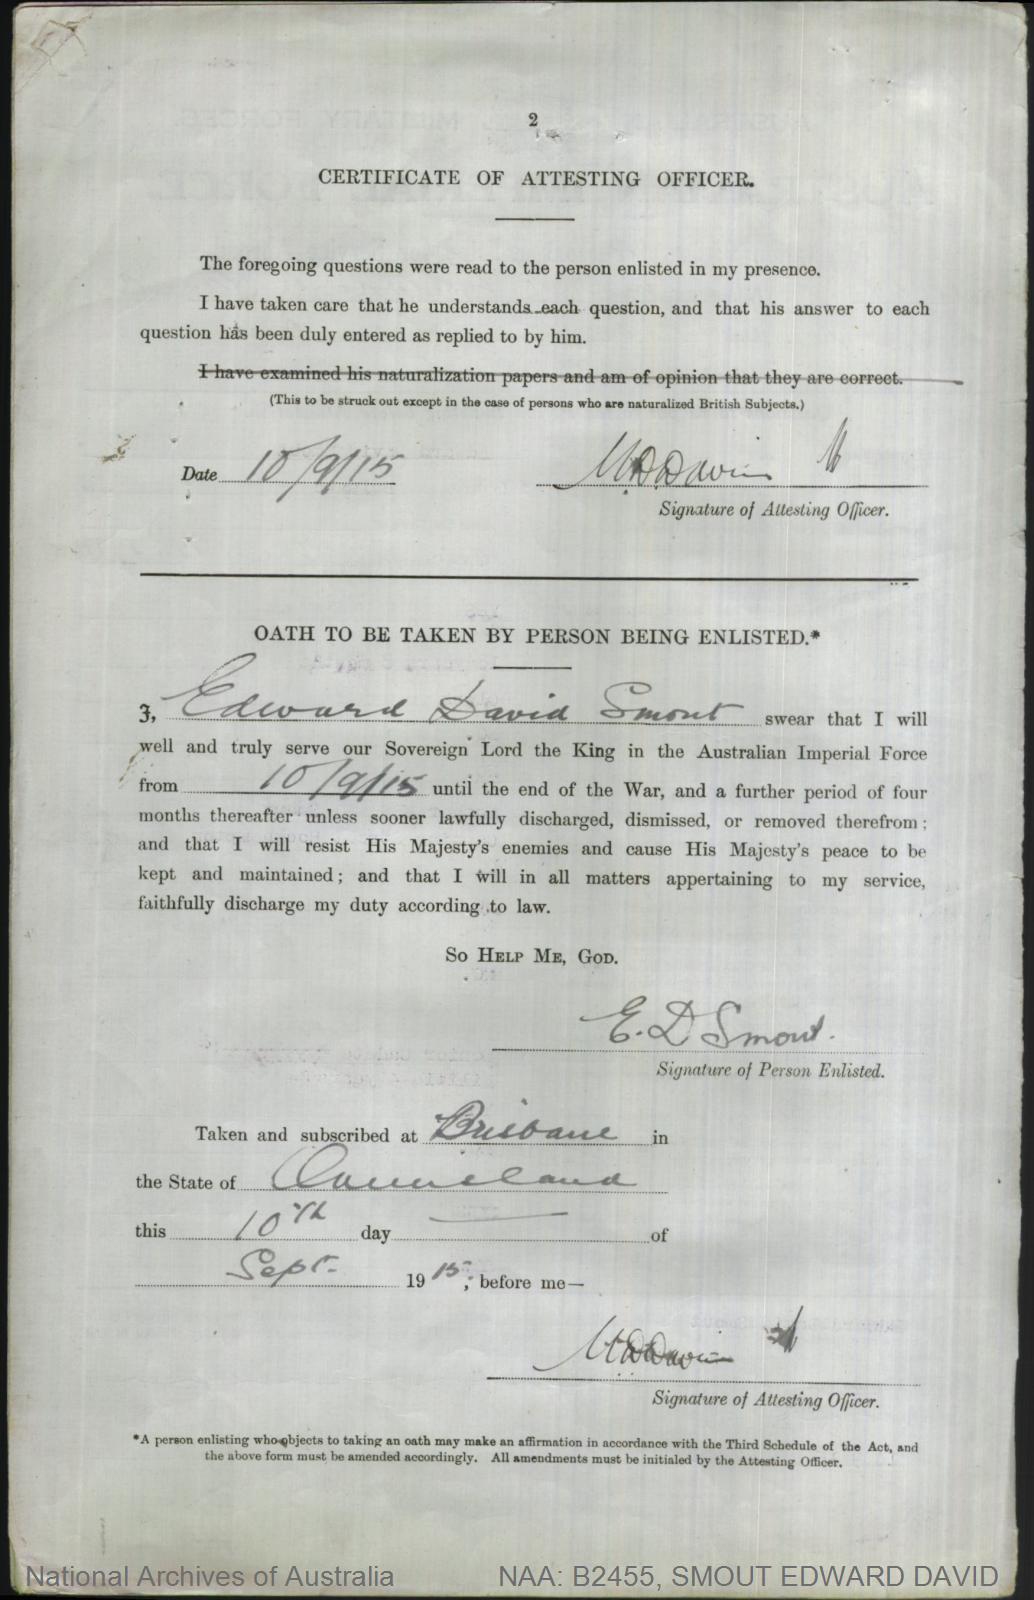 2
CERTIFICATE OF ATTESTING OFFICER.
The foregoing questions were read to the person enlisted in my presence.
I have taken care that he understands each question, and that his answer to each
question has been duly entered as replied to by him.
I have examined his naturalization papers and am of opinion that they are correct.
(This to be struck out except in the case of persons who are naturalized British Subjects.)
Date 10/9/15
Signature of Attesting Officer.
OATH TO BE TAKEN BY PERSON BEING ENLISTED.*
I, Edward David Smout swear that I will
well and truly serve our Sovereign Lord the King in the Australian Imperial Force
from 10/9/15 until the end of the War, and a further period of four
months thereafter unless sooner lawfully discharged, dismissed, or removed therefrom;
and that I will resist His Majesty's enemies and cause His Majesty's peace to be
kept and maintained; and that I will in all matters appertaining to my service,
faithfully discharge my duty according to law.
So Help Me, God.
E. D Smout.
Signature of Person Enlisted.
Taken and subscribed at Brisbane in
the State of Queensland
this 10th day of
Sept. 1915, before me—
Signature of Attesting Officer.
*A person enlisting who objects to taking an oath may make an affirmation in accordance with the Third Schedule of the Act, and
the above form must be amended accordingly. All amendments must be initialed by the Attesting Officer.
National Archives of Australia NAA: B2455, SMOUT EDWARD DAVID